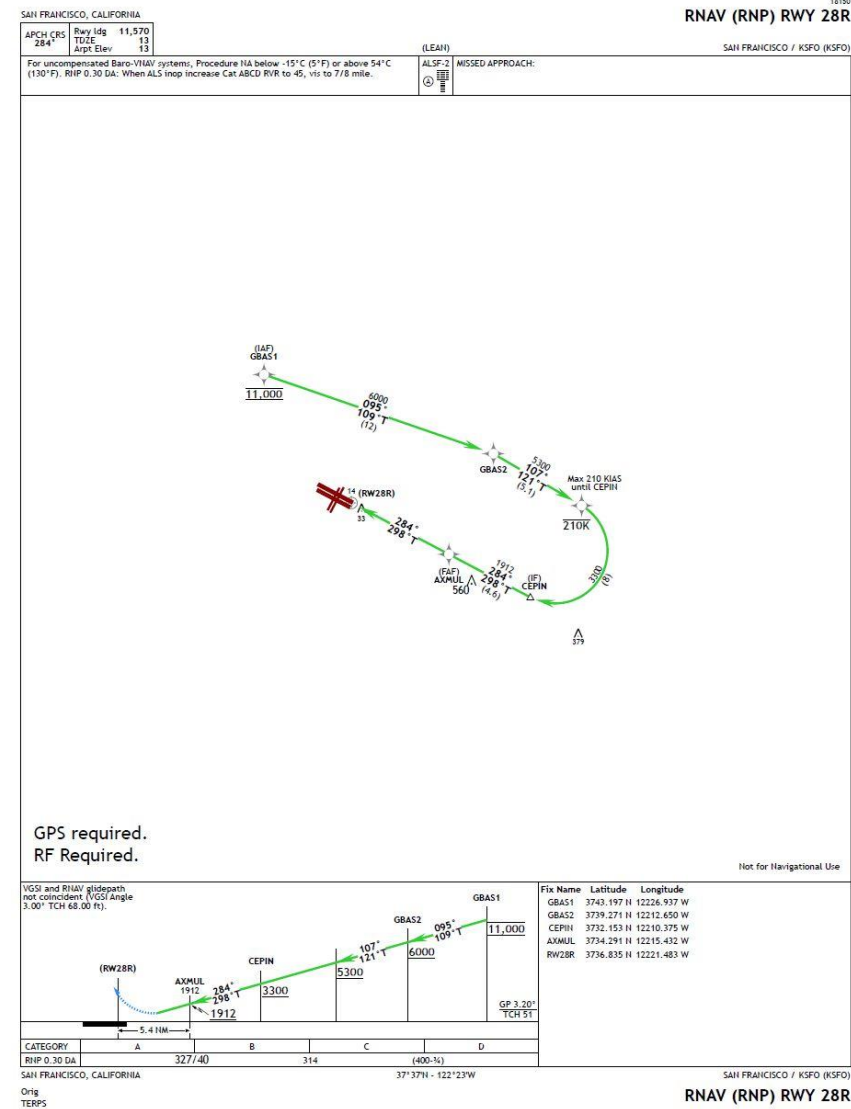 18150
SAN FRANCISCO, CALIFORNIA
RNAV (RNP) RWY 28R
APCH CRS
284°
Rwy ldg 11,570
TDZE 13
Arpt Elev 13
(LEAN)
SAN FRANCISCO / KSFO (KSFO)
For uncompensated Baro-VNAV systems, Procedure NA below -15°C (5°F) or above 54°C
(130°F). RNP 0.30 DA: When ALS inop increase Cat ABCD RVR to 45, vis to 7/8 mile.
ALSF-2
A
MISSED APPROACH:
(IAF)
GBAS1
11,000
6000
095°
109°T
(12)
GBAS2
5300
107°
121°T
(5.1)
Max 210 KIAS
until CEPIN
210K
14 (RW28R)
33
284°
298°T
(FAF)
AXMUL
560
1912
284°
298°T
(4.6)
(IF)
CEPIN
3300
(8)
379
GPS required.
RF Required.
Not for Navigational Use
VGSI and RNAV glidepath
not coincident (VGSI Angle
3.00° TCH 68.00 ft).
(RW28R)
AXMUL
1912
284°
298°T
1912
CEPIN
3300
107°
121°T
5300
GBAS2
6000
095°
109°T
GBAS1
11,000
GP 3.20°
TCH 51
5.4 NM
Fix Name Latitude Longitude
GBAS1 3743.197 N 12226.937 W
GBAS2 3739.271 N 12212.650 W
CEPIN 3732.153 N 12210.375 W
AXMUL 3734.291 N 12215.432 W
RW28R 3736.835 N 12221.483 W
CATEGORY A B C D
RNP 0.30 DA 327/40 314 (400-¾)
SAN FRANCISCO, CALIFORNIA
37°37'N - 122°23'W
SAN FRANCISCO / KSFO (KSFO)
Orig
TERPS
RNAV (RNP) RWY 28R